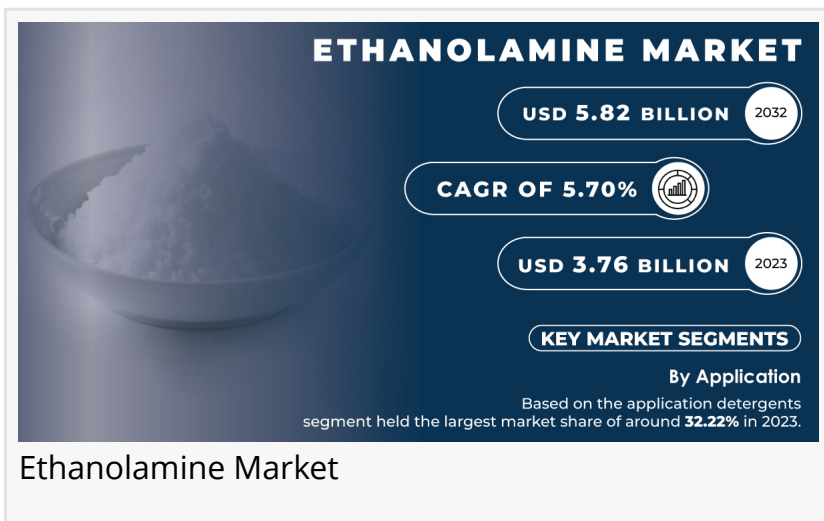 ETHANOLAMINE MARKET
USD 5.82 BILLION 2032
CAGR OF 5.70%
USD 3.76 BILLION 2023
KEY MARKET SEGMENTS
By Application
Based on the application detergents
segment held the largest market share of around 32.22% in 2023.
Ethanolamine Market